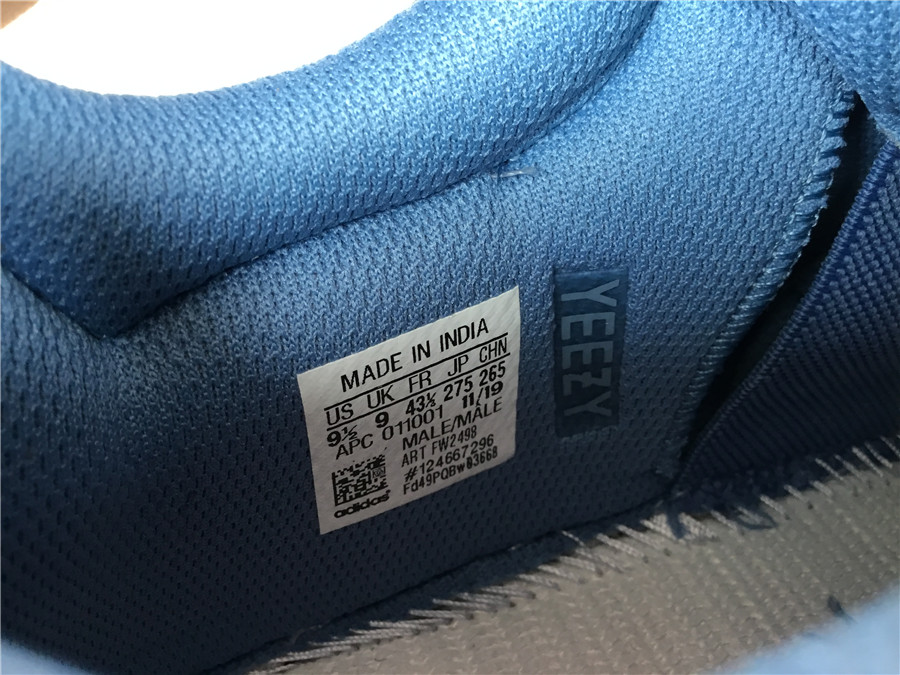 MADE IN INDIA
US UK FR JP CHN
9½ 9 43⅓ 275 265
APC 011001 11/19
MALE/MALE
ART FW2498
#124667296
Fd49PQBw03668
adidas
YEEZY